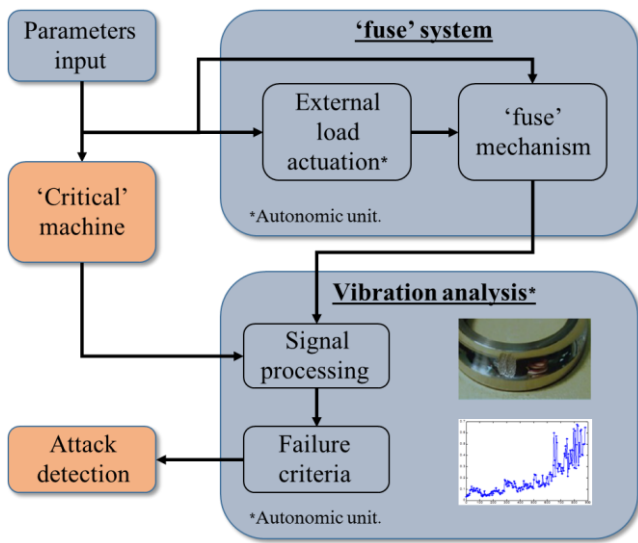 Parameters
input
'fuse' system
External
load
actuation*
'fuse'
mechanism
*Autonomic unit.
'Critical'
machine
Vibration analysis*
Signal
processing
Failure
criteria
Attack
detection
*Autonomic unit.